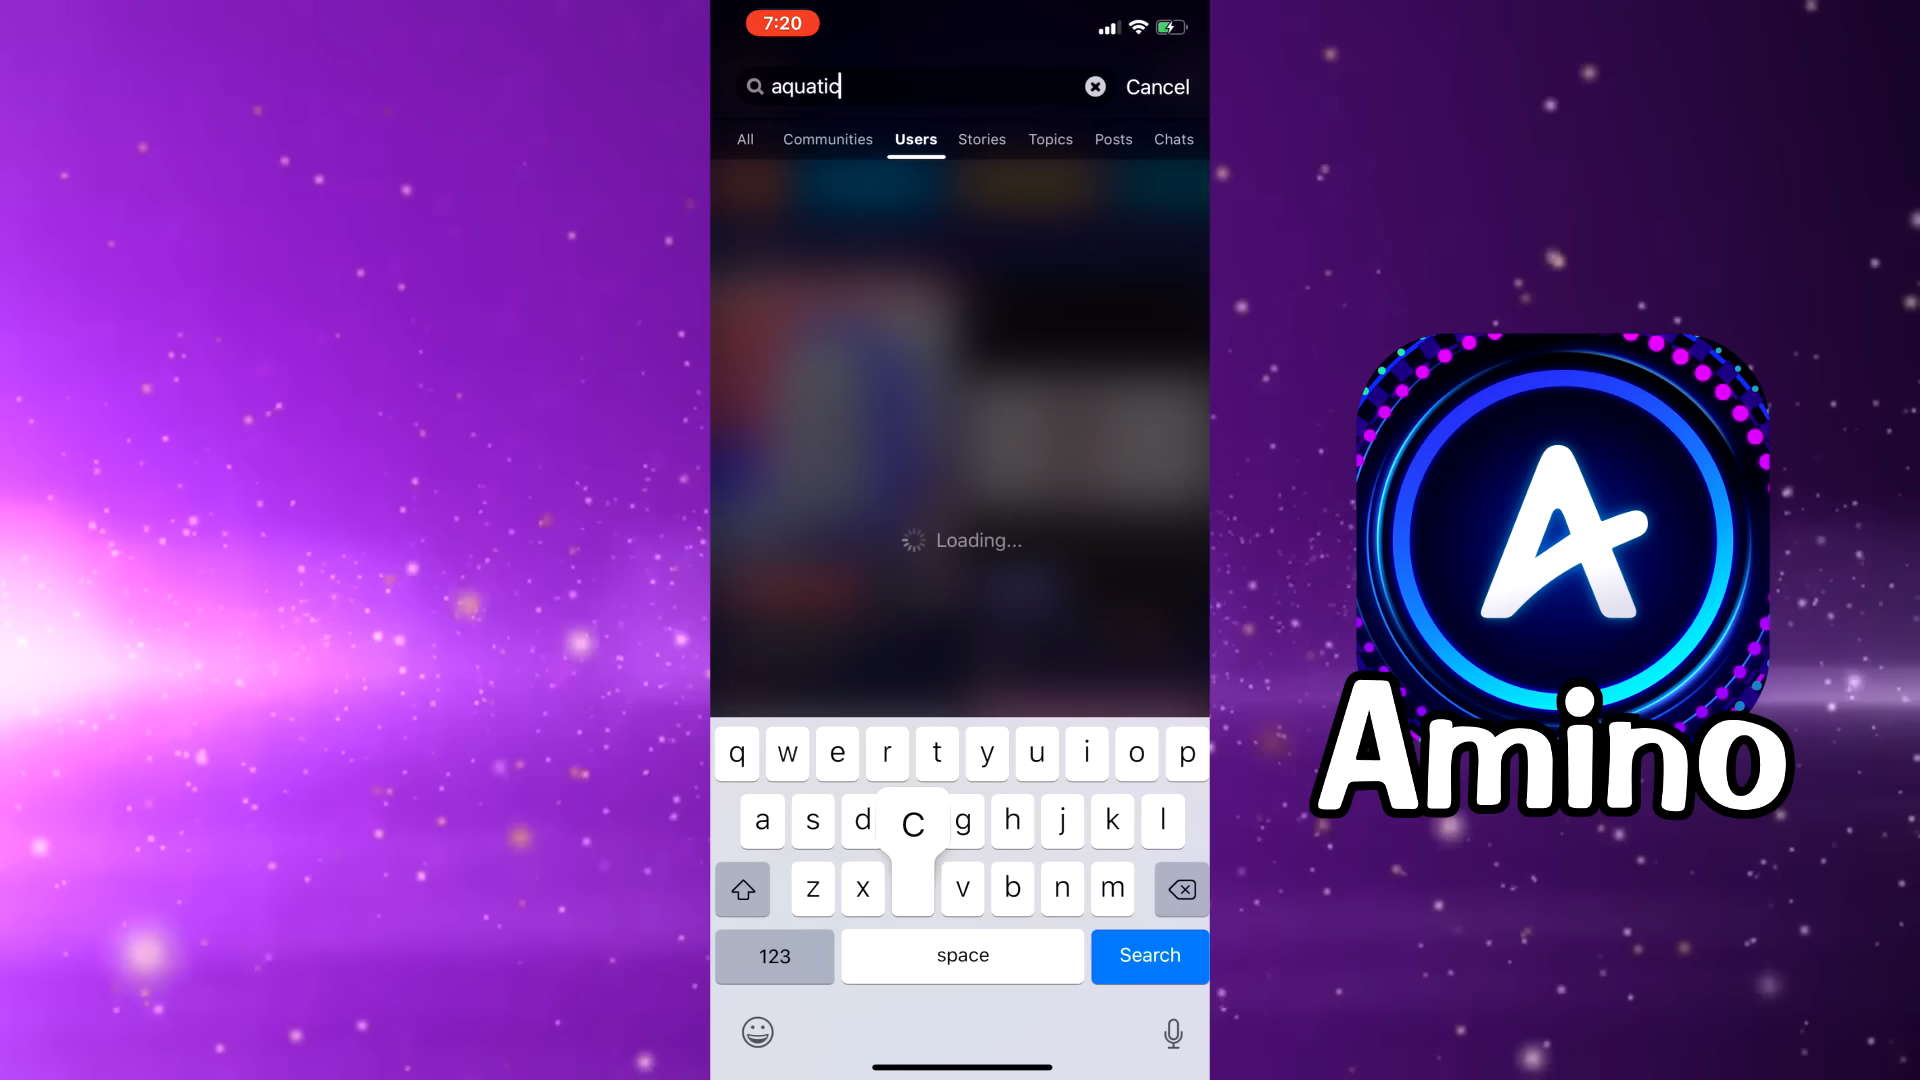 7:20
aquatic
Cancel
All Communities Users Stories Topics Posts Chats
Loading...
q w e r t y u i o p
a s d C g h j k l
z x v b n m
123 space Search
A
Amino